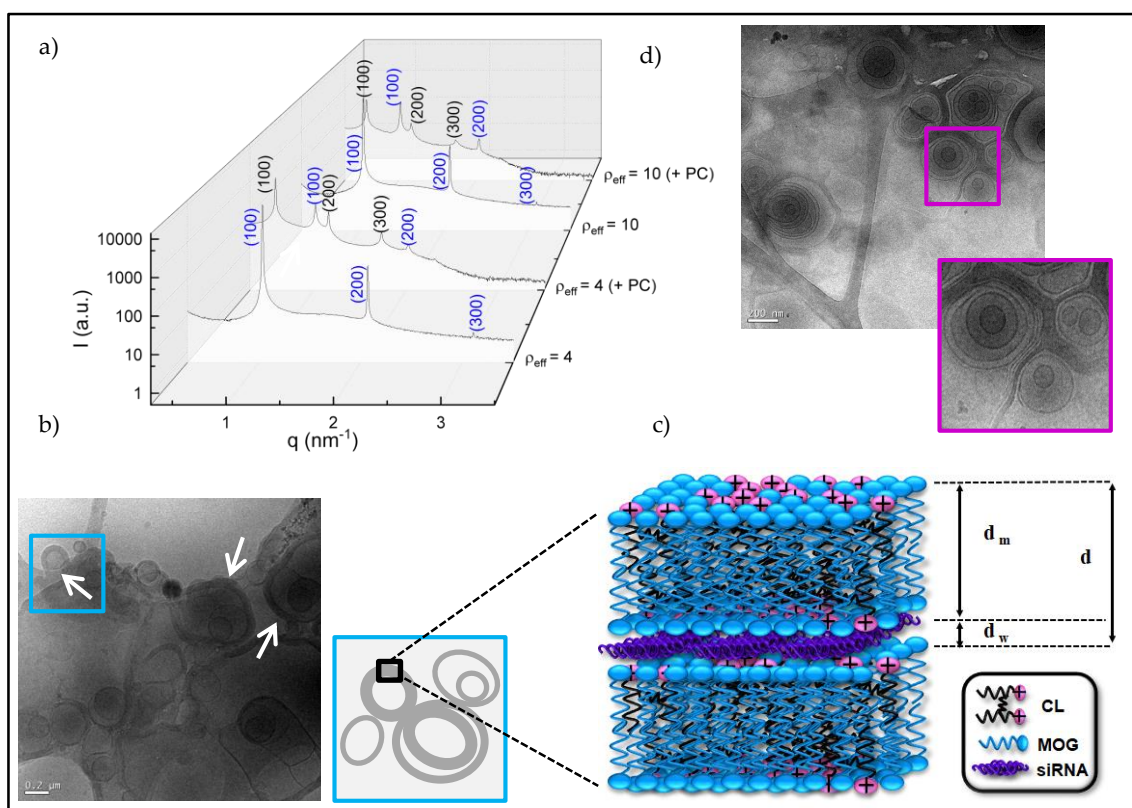 a)
(100)
(100)
(200)
(300)
(200)
(100)
(200)
(300)
(100)
(100)
(200)
(300)
(200)
(100)
(200)
(300)
ρeff = 10 (+ PC)
ρeff = 10
ρeff = 4 (+ PC)
ρeff = 4
10000
1000
100
10
1
I (a.u.)
1
2
3
q (nm-1)
d)
200 nm
b)
0.2 µm
c)
d m
d
d w
CL
MOG
siRNA
+